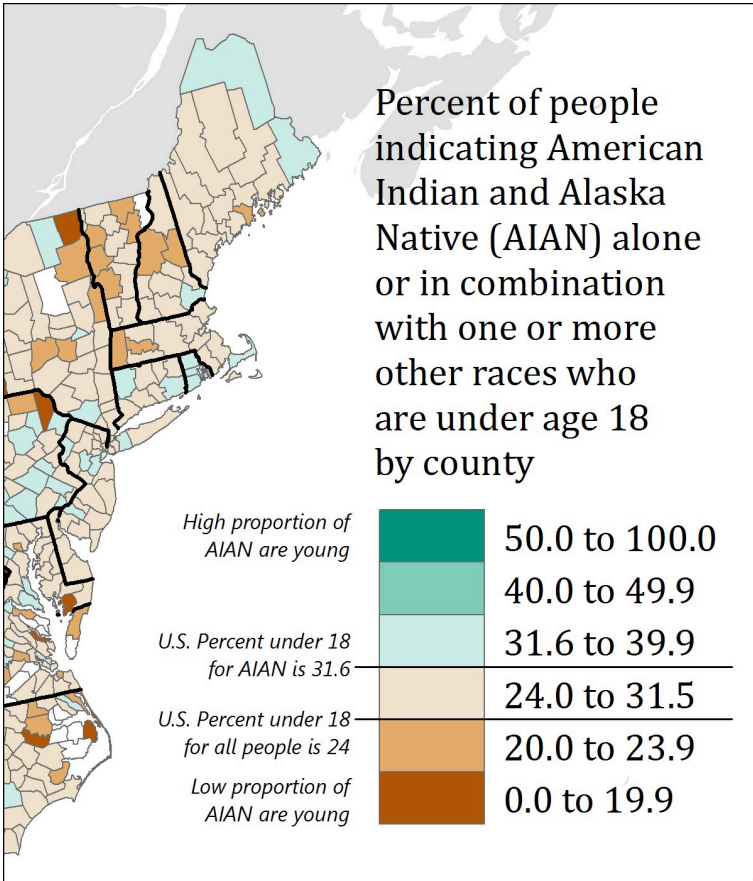 Percent of people
indicating American
Indian and Alaska
Native (AIAN) alone
or in combination
with one or more
other races who
are under age 18
by county
High proportion of
AIAN are young
50.0 to 100.0
40.0 to 49.9
31.6 to 39.9
U.S. Percent under 18
for AIAN is 31.6
24.0 to 31.5
U.S. Percent under 18
for all people is 24
20.0 to 23.9
Low proportion of
AIAN are young
0.0 to 19.9